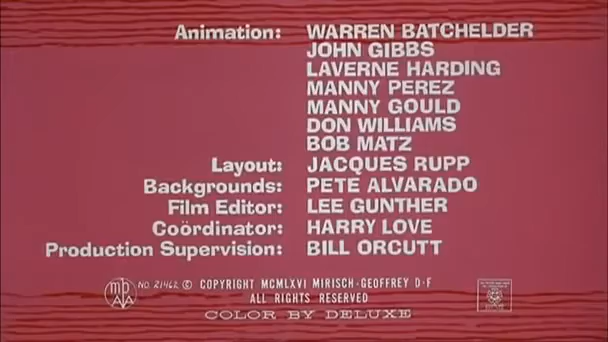 Animation: WARREN BATCHELDER
JOHN GIBBS
LAVERNE HARDING
MANNY PEREZ
MANNY GOULD
DON WILLIAMS
BOB MATZ
Layout: JACQUES RUPP
Backgrounds: PETE ALVARADO
Film Editor: LEE GUNTHER
Coördinator: HARRY LOVE
Production Supervision: BILL ORCUTT
NO. 21462 © COPYRIGHT MCMLXVI MIRISCH-GEOFFREY D-F
ALL RIGHTS RESERVED
COLOR BY DELUXE